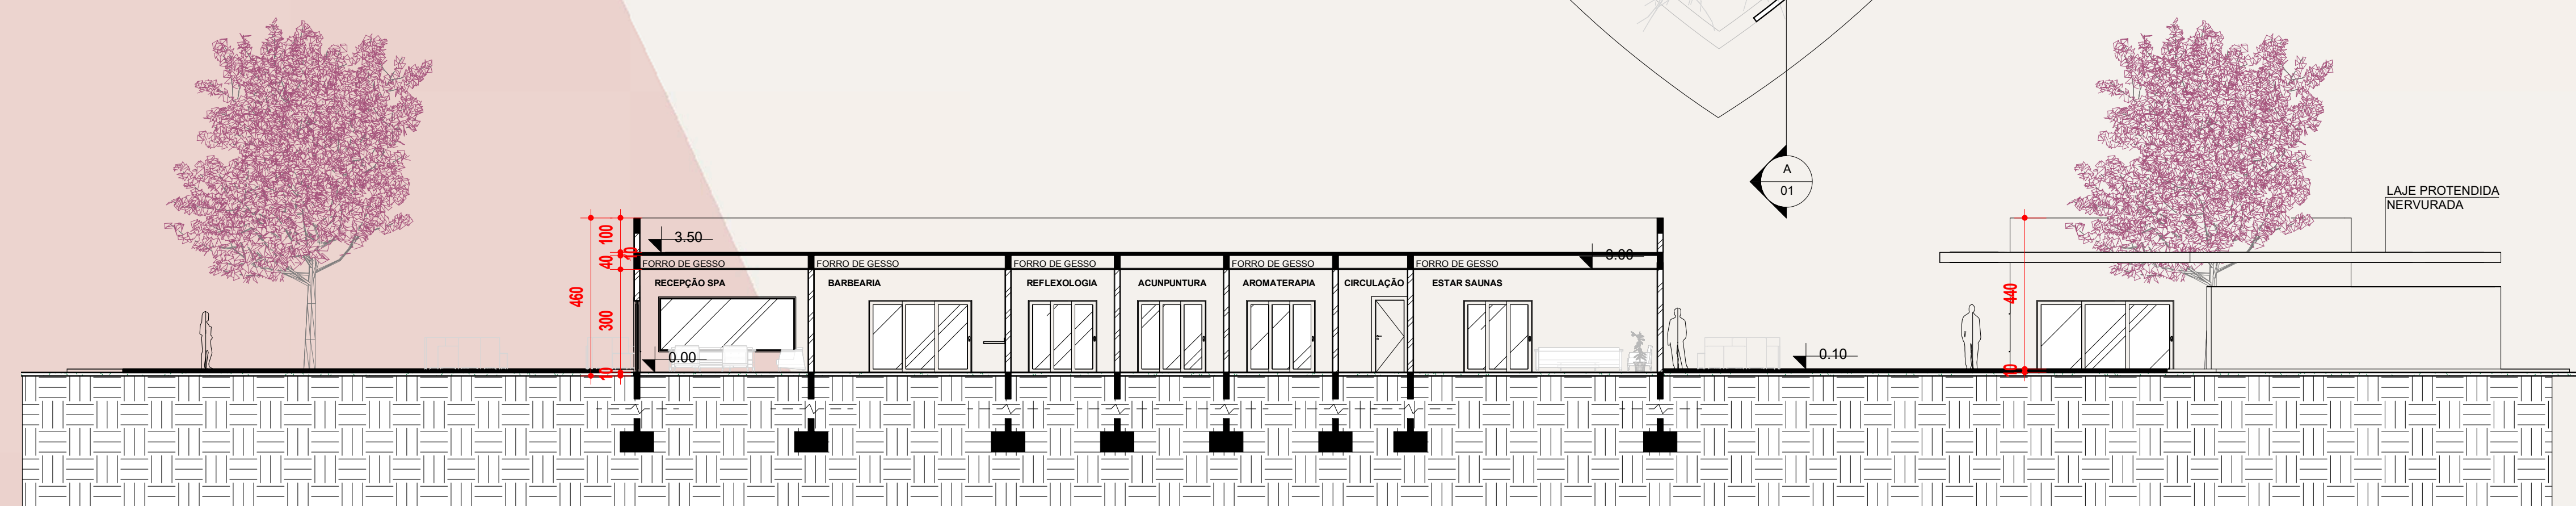 A
01
LAJE PROTENDIDA
NERVURADA
3.50
3.00
100
10
40
460
300
10
FORRO DE GESSO
FORRO DE GESSO
FORRO DE GESSO
FORRO DE GESSO
FORRO DE GESSO
RECEPÇÃO SPA
BARBEARIA
REFLEXOLOGIA
ACUNPUNTURA
AROMATERAPIA
CIRCULAÇÃO
ESTAR SAUNAS
440
0.00
0.10
10